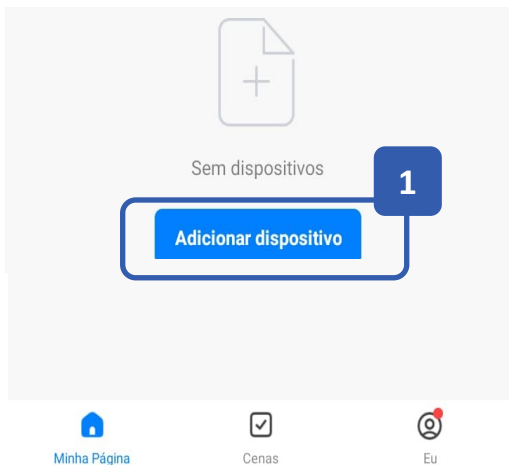 Sem dispositivos
1
Adicionar dispositivo
Minha Página
Cenas
Eu